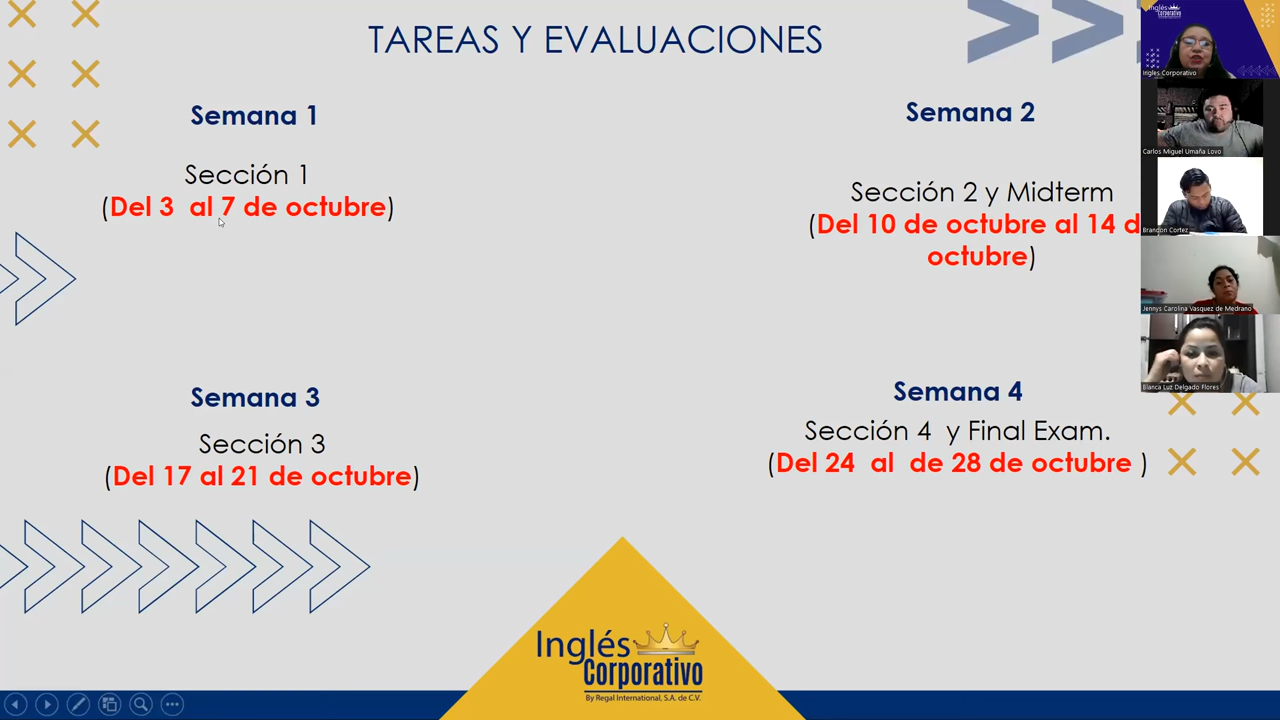 TAREAS Y EVALUACIONES
Semana 1
Sección 1
(Del 3 al 7 de octubre)
Semana 2
Sección 2 y Midterm
(Del 10 de octubre al 14 d
octubre)
Semana 3
Sección 3
(Del 17 al 21 de octubre)
Semana 4
Sección 4 y Final Exam.
(Del 24 al de 28 de octubre )
Inglés
Corporativo
By Regal International, S.A. de C.V.
Inglés
Corporativo
Ingles Corporativo
Carlos Miguel Umaña Lovo
Brandon Cortez
Jennys Carolina Vasquez de Medrano
Blanca Luz Delgado Flores